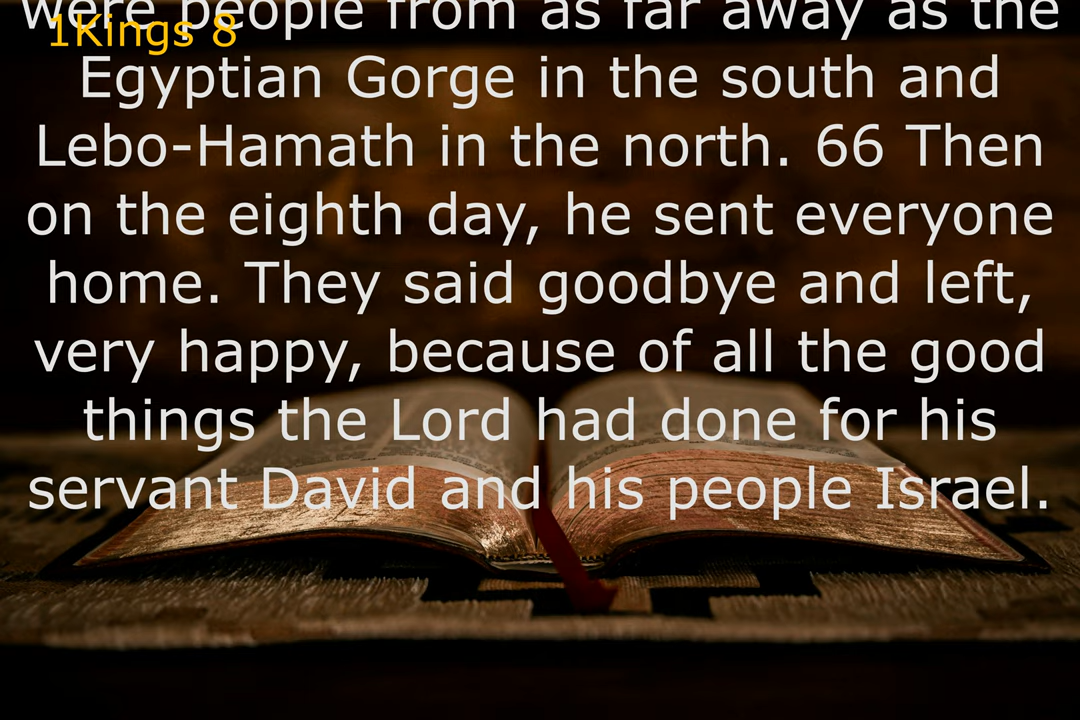 were people from as far away as the
1Kings 8
Egyptian Gorge in the south and
Lebo-Hamath in the north. 66 Then
on the eighth day, he sent everyone
home. They said goodbye and left,
very happy, because of all the good
things the Lord had done for his
servant David and his people Israel.